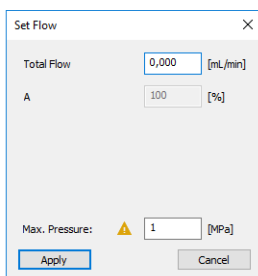 Set Flow
Total Flow 0,000 [mL/min]
A 100 [%]
Max. Pressure: 1 [MPa]
Apply Cancel